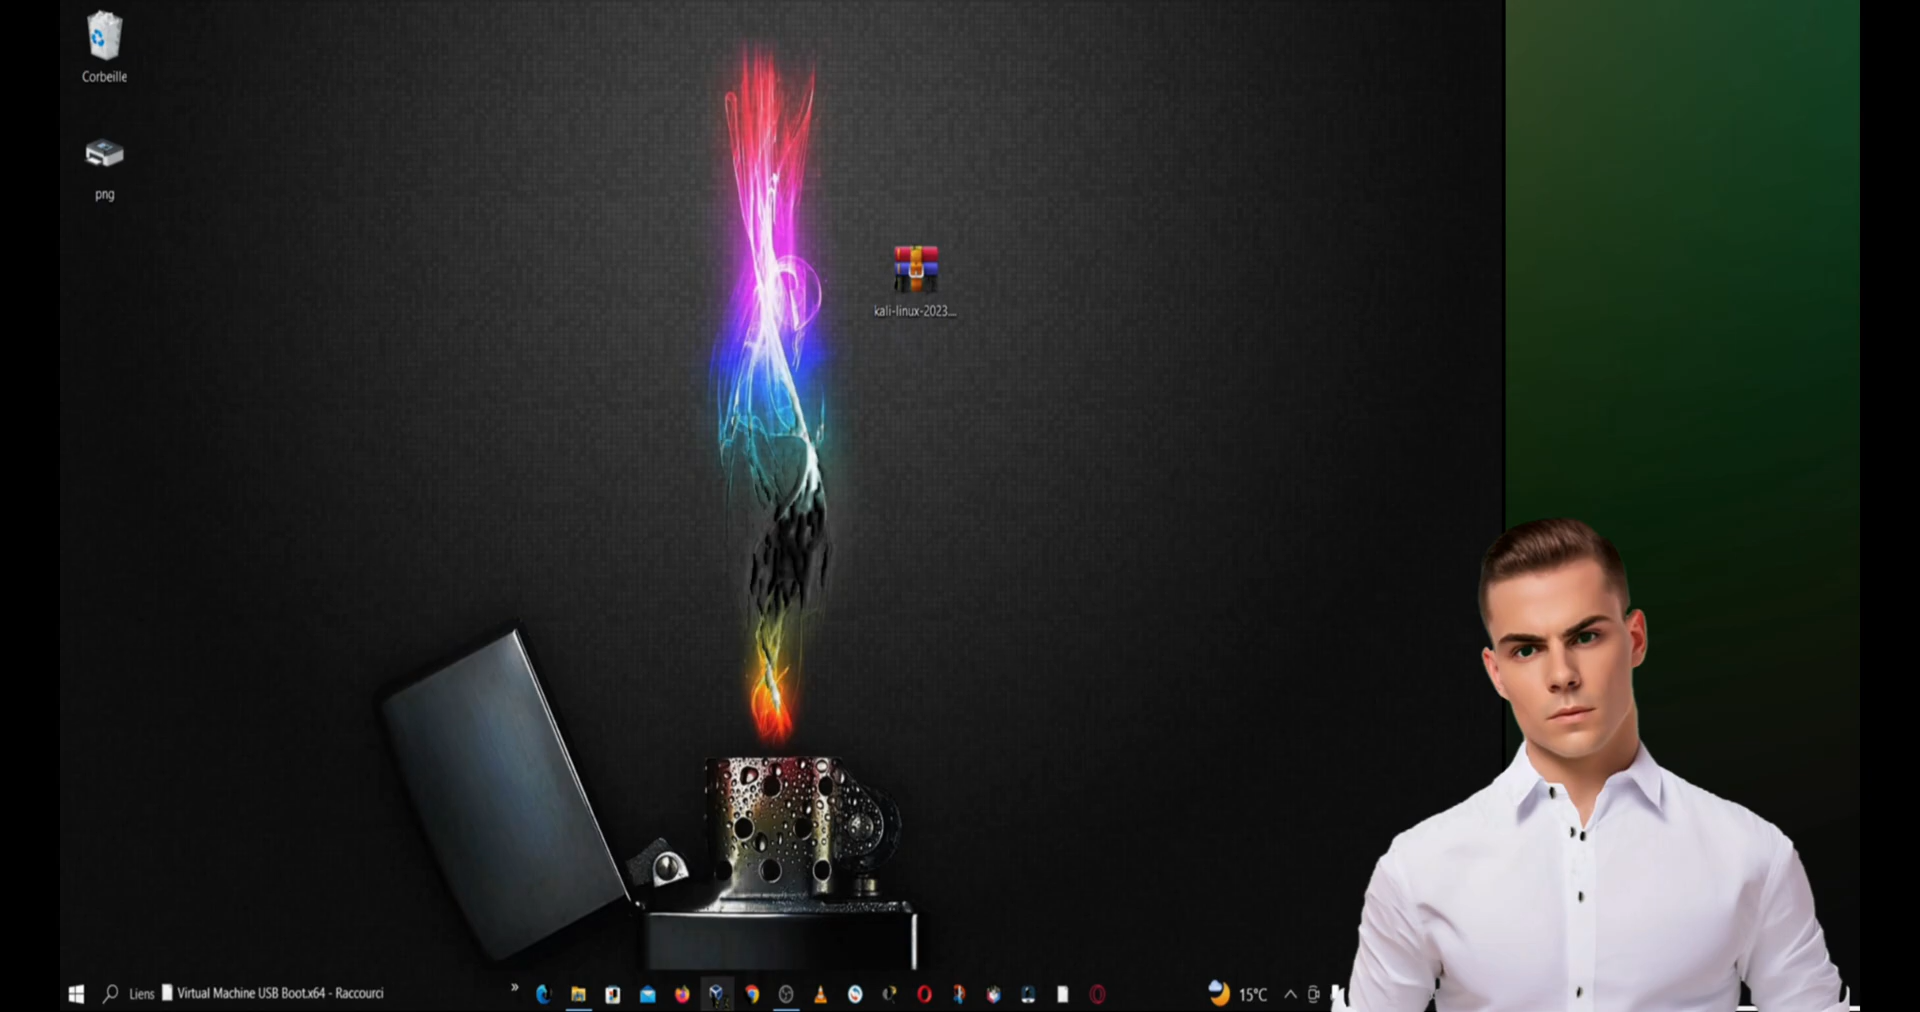 Corbeille
png
kali-linux-2023....
Liens
Virtual Machine USB Boot.x64 - Raccourci
»
15°C